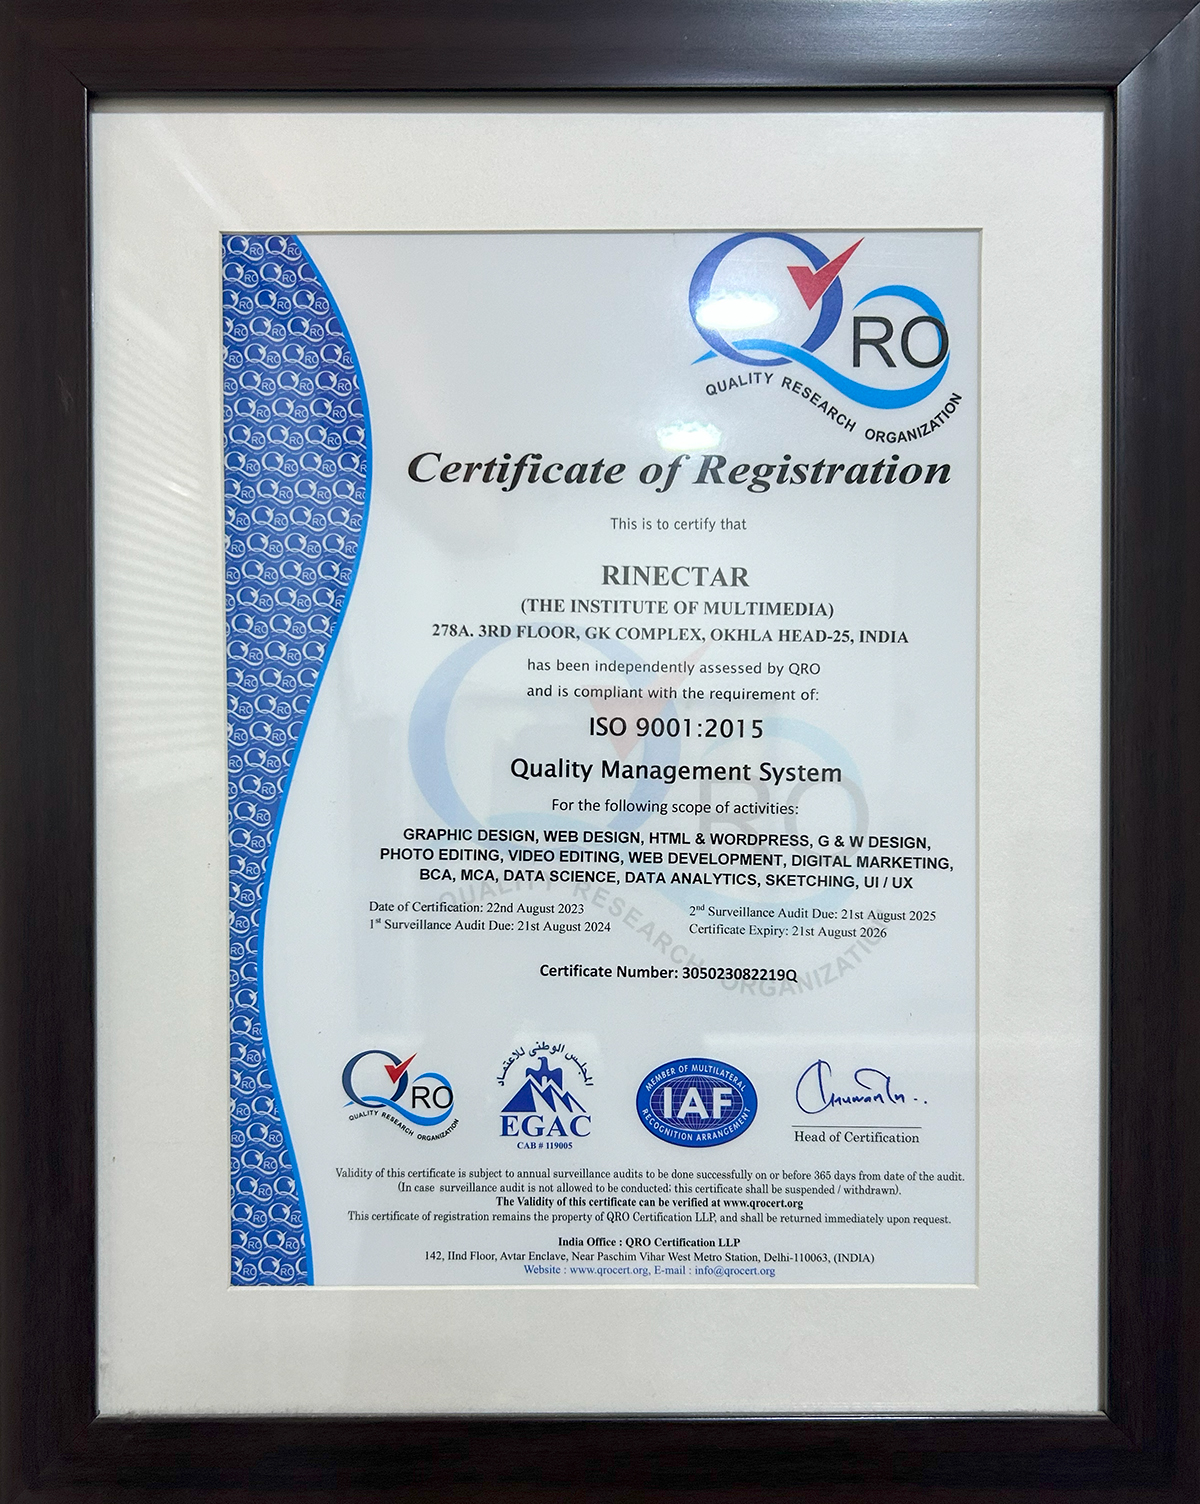 QRO
QUALITY RESEARCH ORGANIZATION
Certificate of Registration
This is to certify that
RINECTAR
(THE INSTITUTE OF MULTIMEDIA)
278A. 3RD FLOOR, GK COMPLEX, OKHLA HEAD-25, INDIA
has been independently assessed by QRO
and is compliant with the requirement of:
ISO 9001:2015
Quality Management System
For the following scope of activities:
GRAPHIC DESIGN, WEB DESIGN, HTML & WORDPRESS, G & W DESIGN,
PHOTO EDITING, VIDEO EDITING, WEB DEVELOPMENT, DIGITAL MARKETING,
BCA, MCA, DATA SCIENCE, DATA ANALYTICS, SKETCHING, UI / UX
Date of Certification: 22nd August 2023
1st Surveillance Audit Due: 21st August 2024
2nd Surveillance Audit Due: 21st August 2025
Certificate Expiry: 21st August 2026
Certificate Number: 305023082219Q
QRO
QUALITY RESEARCH ORGANIZATION
المجلس الوطنى للاعتماد
EGAC
CAB # 119005
MEMBER OF MULTILATERAL
IAF
RECOGNITION ARRANGEMENT
Head of Certification
Validity of this certificate is subject to annual surveillance audits to be done successfully on or before 365 days from date of the audit.
(In case surveillance audit is not allowed to be conducted; this certificate shall be suspended / withdrawn).
The Validity of this certificate can be verified at www.qrocert.org
This certificate of registration remains the property of QRO Certification LLP, and shall be returned immediately upon request.
India Office : QRO Certification LLP
142, IInd Floor, Avtar Enclave, Near Paschim Vihar West Metro Station, Delhi-110063, (INDIA)
Website : www.qrocert.org, E-mail : info@qrocert.org